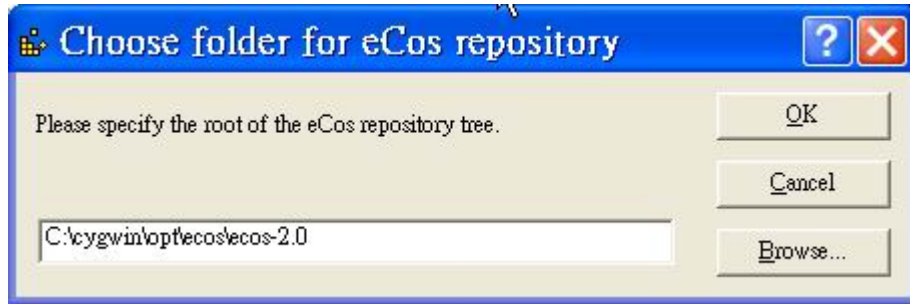 Choose folder for eCos repository
?
Please specify the root of the eCos repository tree.
OK
Cancel
C:\cygwin\opt\ecos\ecos-2.0
Browse...